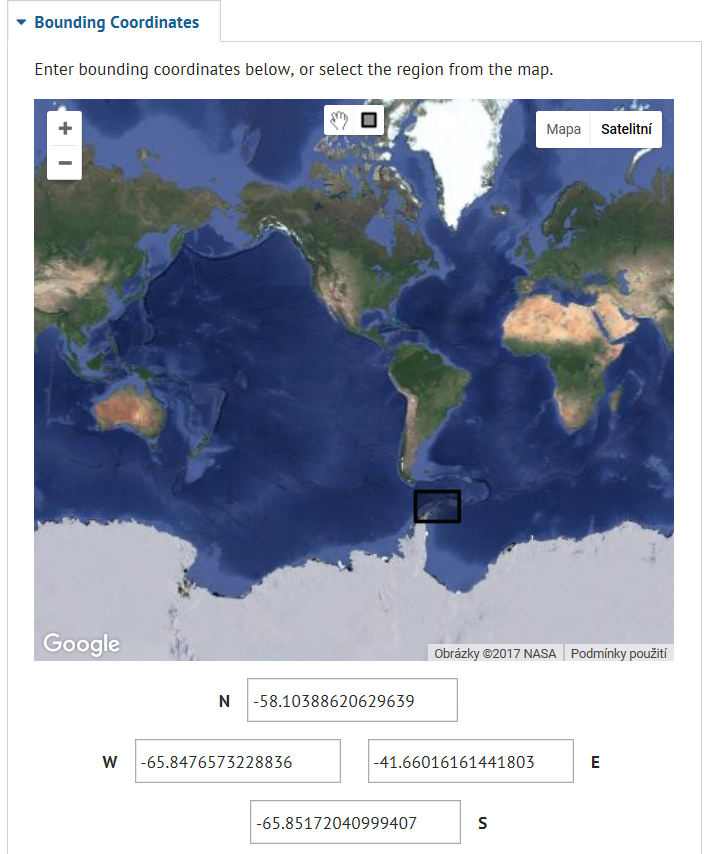 Bounding Coordinates
Enter bounding coordinates below, or select the region from the map.
+
−
Mapa Satelitní
Google
Obrázky ©2017 NASA Podmínky použití
N -58.10388620629639
W -65.8476573228836 -41.66016161441803 E
-65.85172040999407 S